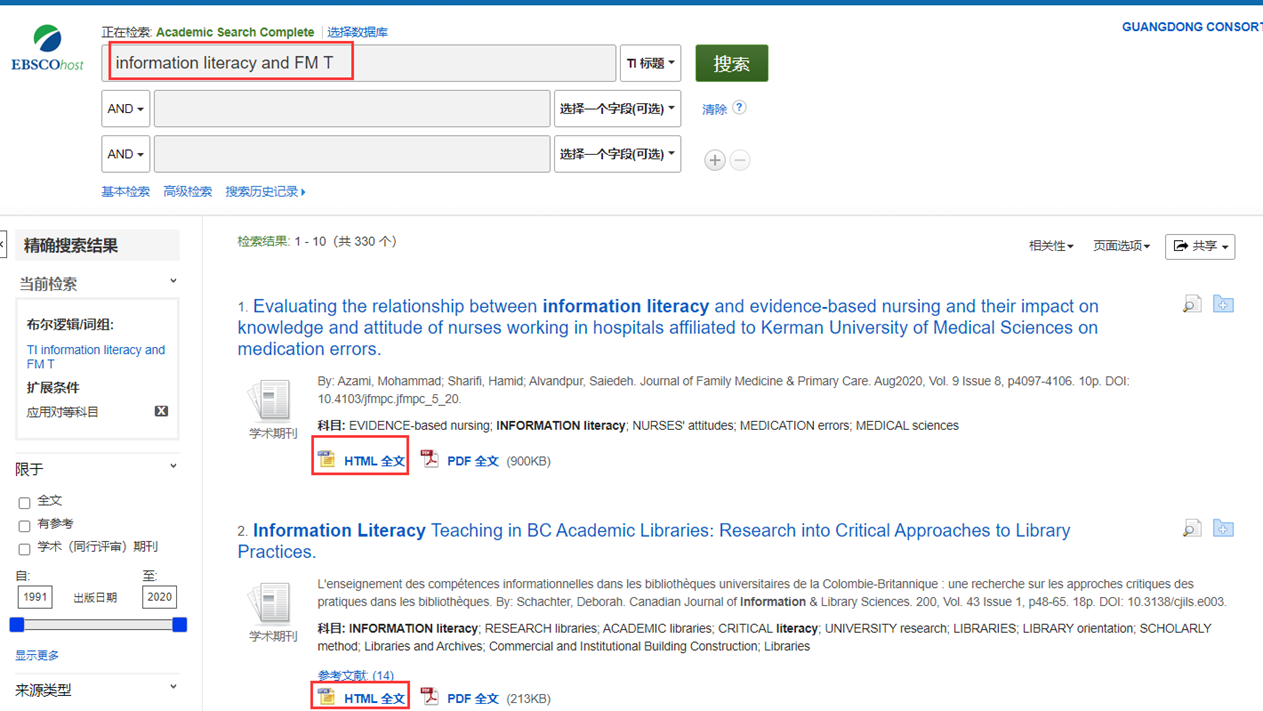 正在检索: Academic Search Complete 选择数据库
GUANGDONG CONSORT
EBSCOhost
information literacy and FM T
TI 标题
搜索
AND
选择一个字段(可选)
清除 ?
AND
选择一个字段(可选)
基本检索 高级检索 搜索历史记录
精确搜索结果
当前检索
布尔逻辑/词组:
TI information literacy and
FM T
扩展条件
应用对等科目
限于
全文
有参考
学术（同行评审）期刊
自: 至:
1991 出版日期 2020
显示更多
来源类型
检索结果: 1 - 10（共 330 个）
相关性 页面选项 共享
1. Evaluating the relationship between information literacy and evidence-based nursing and their impact on
knowledge and attitude of nurses working in hospitals affiliated to Kerman University of Medical Sciences on
medication errors.
学术期刊
By: Azami, Mohammad; Sharifi, Hamid; Alvandpur, Saiedeh. Journal of Family Medicine & Primary Care. Aug2020, Vol. 9 Issue 8, p4097-4106. 10p. DOI:
10.4103/jfmpc.jfmpc_5_20.
科目: EVIDENCE-based nursing; INFORMATION literacy; NURSES' attitudes; MEDICATION errors; MEDICAL sciences
HTML 全文 PDF 全文 (900KB)
2. Information Literacy Teaching in BC Academic Libraries: Research into Critical Approaches to Library
Practices.
学术期刊
L'enseignement des compétences informationnelles dans les bibliothèques universitaires de la Colombie-Britannique : une recherche sur les approches critiques des
pratiques dans les bibliothèques. By: Schachter, Deborah. Canadian Journal of Information & Library Sciences. 200, Vol. 43 Issue 1, p48-65. 18p. DOI: 10.3138/cjils.e003.
科目: INFORMATION literacy; RESEARCH libraries; ACADEMIC libraries; CRITICAL literacy; UNIVERSITY research; LIBRARIES; LIBRARY orientation; SCHOLARLY
method; Libraries and Archives; Commercial and Institutional Building Construction; Libraries
参考文献: (14)
HTML 全文 PDF 全文 (213KB)